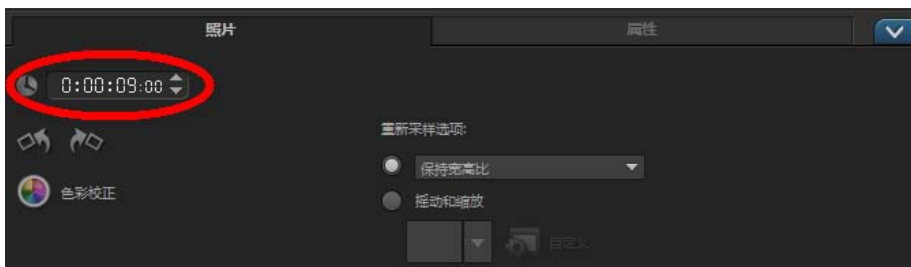 照片
属性
0:00:09:00
重新采样选项:
保持宽高比
色彩校正
摇动和缩放
自定义